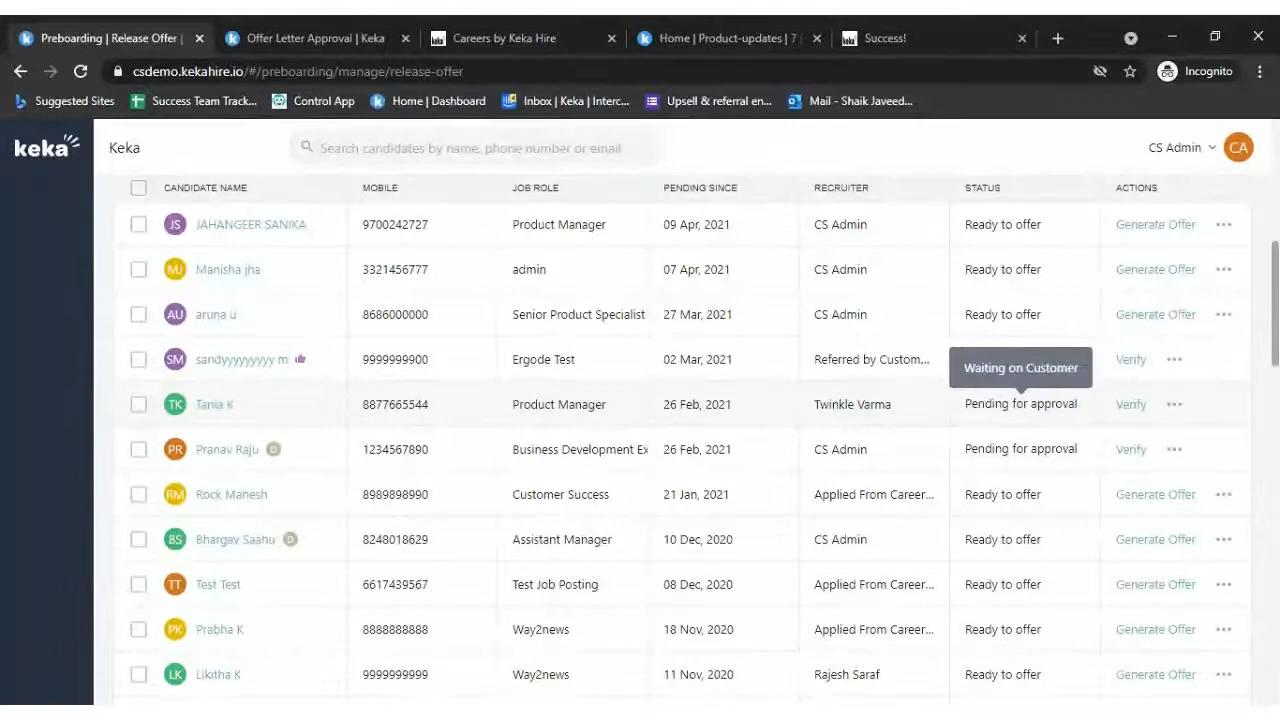 Preboarding | Release Offer | Offer Letter Approval | Keka Careers by Keka Hire Home | Product-updates | 7 Success!
csdemo.kekahire.io/#/preboarding/manage/release-offer Incognito
Suggested Sites Success Team Track... Control App Home | Dashboard Inbox | Keka | Interc... Upsell & referral en... Mail - Shaik Javeed...
keka Keka Search candidates by name, phone number or email CS Admin CA
CANDIDATE NAME MOBILE JOB ROLE PENDING SINCE RECRUITER STATUS ACTIONS
JS JAHANGEER SANIKA 9700242727 Product Manager 09 Apr, 2021 CS Admin Ready to offer Generate Offer
MJ Manisha jha 3321456777 admin 07 Apr, 2021 CS Admin Ready to offer Generate Offer
AU aruna u 8686000000 Senior Product Specialist 27 Mar, 2021 CS Admin Ready to offer Generate Offer
SM sandyyyyyyyyy m 9999999900 Ergode Test 02 Mar, 2021 Referred by Custom... Verify
Waiting on Customer
TK Tania K 8877665544 Product Manager 26 Feb, 2021 Twinkle Varma Pending for approval Verify
PR Pranav Raju D 1234567890 Business Development Ex 26 Feb, 2021 CS Admin Pending for approval Verify
RM Rock Manesh 8989898990 Customer Success 21 Jan, 2021 Applied From Career... Ready to offer Generate Offer
BS Bhargav Saahu D 8248018629 Assistant Manager 10 Dec, 2020 CS Admin Ready to offer Generate Offer
TT Test Test 6617439567 Test Job Posting 08 Dec, 2020 Applied From Career... Ready to offer Generate Offer
PK Prabha K 8888888888 Way2news 18 Nov, 2020 Applied From Career... Ready to offer Generate Offer
LK Likitha K 9999999999 Way2news 11 Nov, 2020 Rajesh Saraf Ready to offer Generate Offer